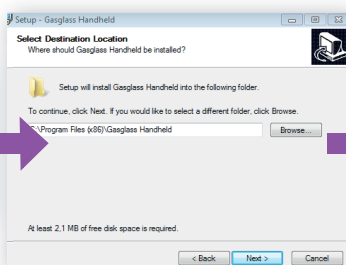 Setup - Gasglass Handheld
Select Destination Location
Where should Gasglass Handheld be installed?
Setup will install Gasglass Handheld into the following folder.
To continue, click Next. If you would like to select a different folder, click Browse.
:\Program Files (x86)\Gasglass Handheld
Browse...
At least 2,1 MB of free disk space is required.
< Back
Next >
Cancel